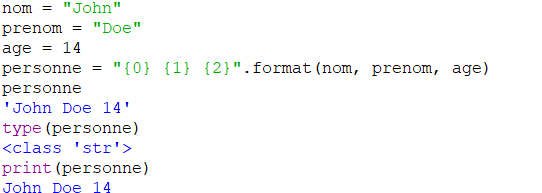 nom = "John"
prenom = "Doe"
age = 14
personne = "{0} {1} {2}".format(nom, prenom, age)
personne
'John Doe 14'
type(personne)
<class 'str'>
print(personne)
John Doe 14